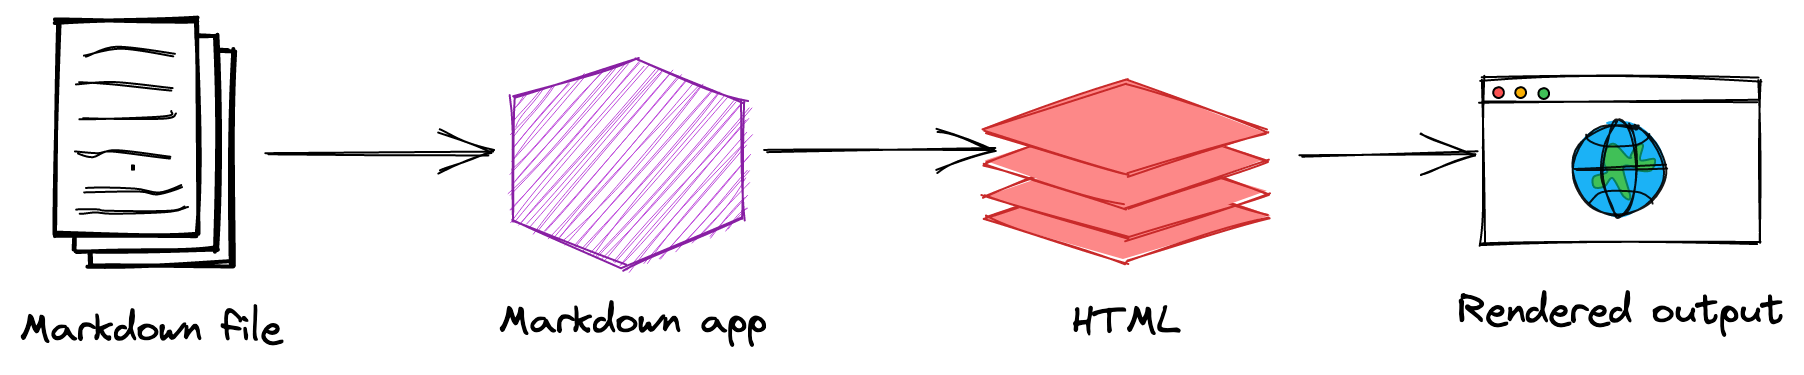 Markdown file
Markdown app
HTML
Rendered output